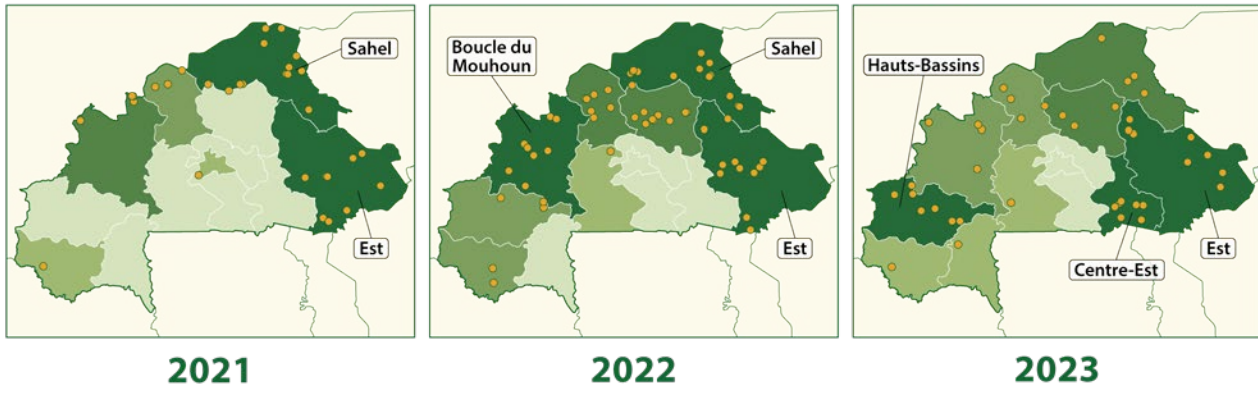 Sahel
Est
2021
Boucle du
Mouhoun
Sahel
Est
2022
Hauts-Bassins
Centre-Est
Est
2023